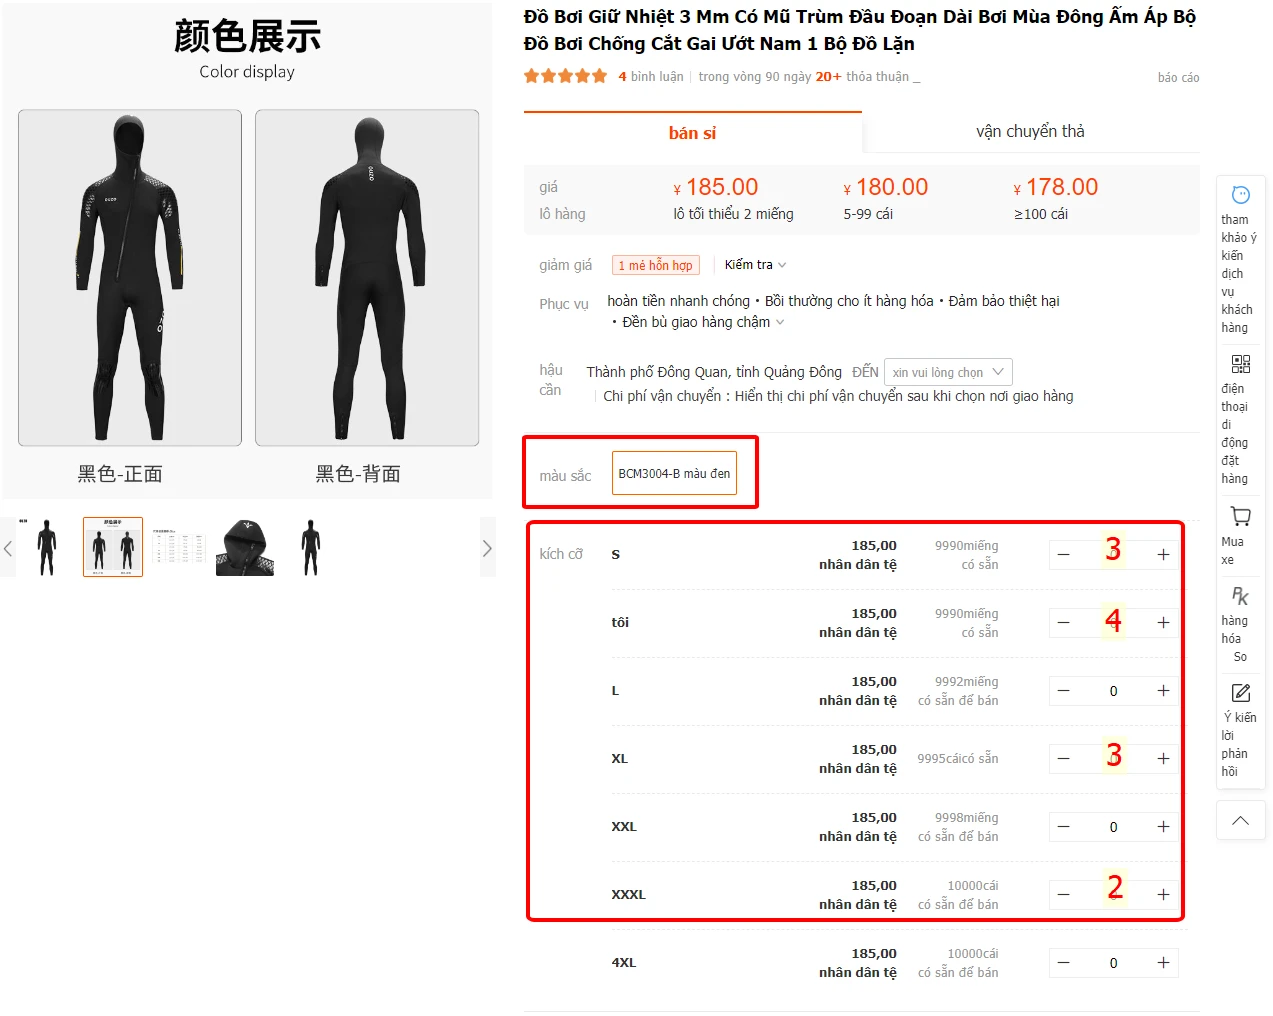 颜色展示
Color display
黑色-正面
黑色-背面
Đồ Bơi Giữ Nhiệt 3 Mm Có Mũ Trùm Đầu Đoạn Dài Bơi Mùa Đông Ấm Áp Bộ
Đồ Bơi Chống Cắt Gai Ướt Nam 1 Bộ Đồ Lặn
4 bình luận trong vòng 90 ngày 20+ thỏa thuận _ báo cáo
bán sỉ vận chuyển thả
giá ¥ 185.00 ¥ 180.00 ¥ 178.00
lô hàng lô tối thiểu 2 miếng 5-99 cái ≥100 cái
giảm giá 1 mẻ hỗn hợp Kiểm tra
Phục vụ hoàn tiền nhanh chóng • Bồi thường cho ít hàng hóa • Đảm bảo thiệt hại
• Đền bù giao hàng chậm
hậu cần Thành phố Đông Quan, tỉnh Quảng Đông ĐẾN xin vui lòng chọn
Chi phí vận chuyển : Hiển thị chi phí vận chuyển sau khi chọn nơi giao hàng
màu sắc BCM3004-B màu đen
kích cỡ S 185,00 9990miếng 3
nhân dân tệ có sẵn
tôi 185,00 9990miếng 4
nhân dân tệ có sẵn
L 185,00 9992miếng 0
nhân dân tệ có sẵn để bán
XL 185,00 9995cáicó sẵn 3
nhân dân tệ
XXL 185,00 9998miếng 0
nhân dân tệ có sẵn để bán
XXXL 185,00 10000cái 2
nhân dân tệ có sẵn để bán
4XL 185,00 10000cái 0
nhân dân tệ có sẵn để bán
tham
khảo ý
kiến
dịch
vụ
khách
hàng
điện
thoại
di
động
đặt
hàng
Mua
xe
PK
hàng
hóa
So
Ý kiến
lời
phản
hồi